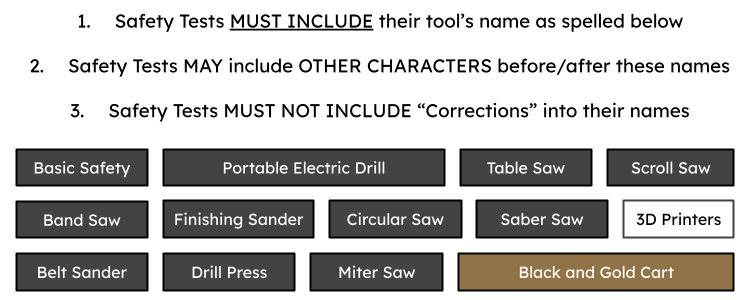 1. Safety Tests MUST INCLUDE their tool's name as spelled below
2. Safety Tests MAY include OTHER CHARACTERS before/after these names
3. Safety Tests MUST NOT INCLUDE “Corrections” into their names
Basic Safety Portable Electric Drill Table Saw Scroll Saw
Band Saw Finishing Sander Circular Saw Saber Saw 3D Printers
Belt Sander Drill Press Miter Saw Black and Gold Cart